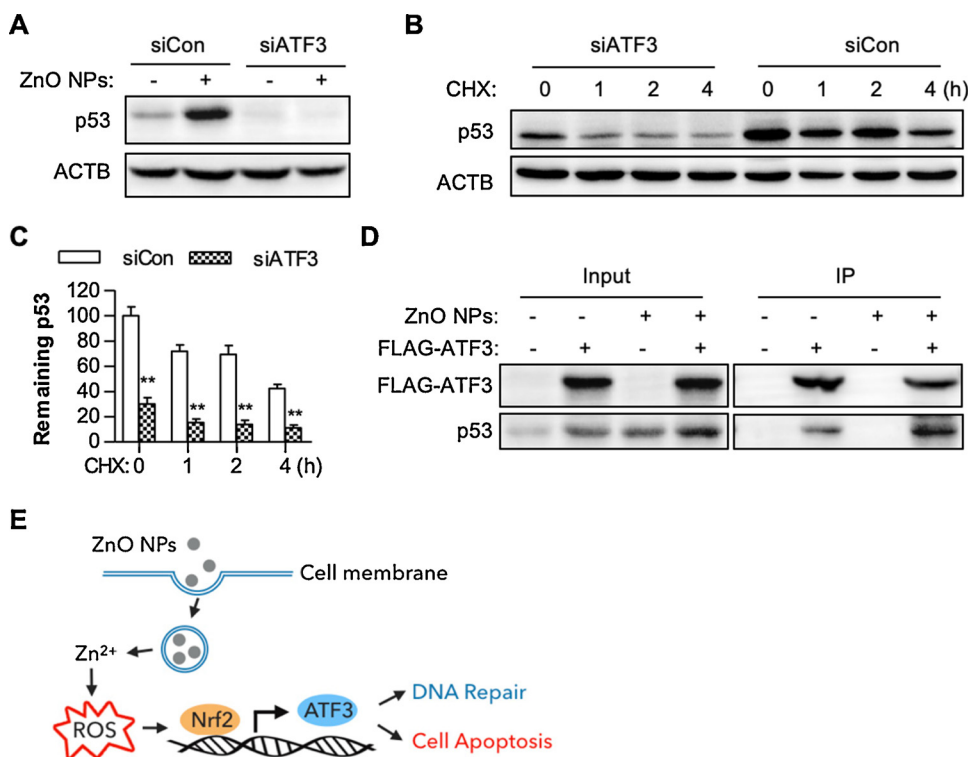 A
siCon siATF3
ZnO NPs: - + - +
p53
ACTB
B
siATF3 siCon
CHX: 0 1 2 4 0 1 2 4 (h)
p53
ACTB
C
siCon siATF3
Remaining p53
120
100
80
60
40
20
0
** ** ** **
CHX: 0 1 2 4 (h)
D
Input IP
ZnO NPs: - - + + - - + +
FLAG-ATF3: - + - + - + - +
FLAG-ATF3
p53
E
ZnO NPs
Cell membrane
Zn²⁺
ROS
Nrf2
ATF3
DNA Repair
Cell Apoptosis